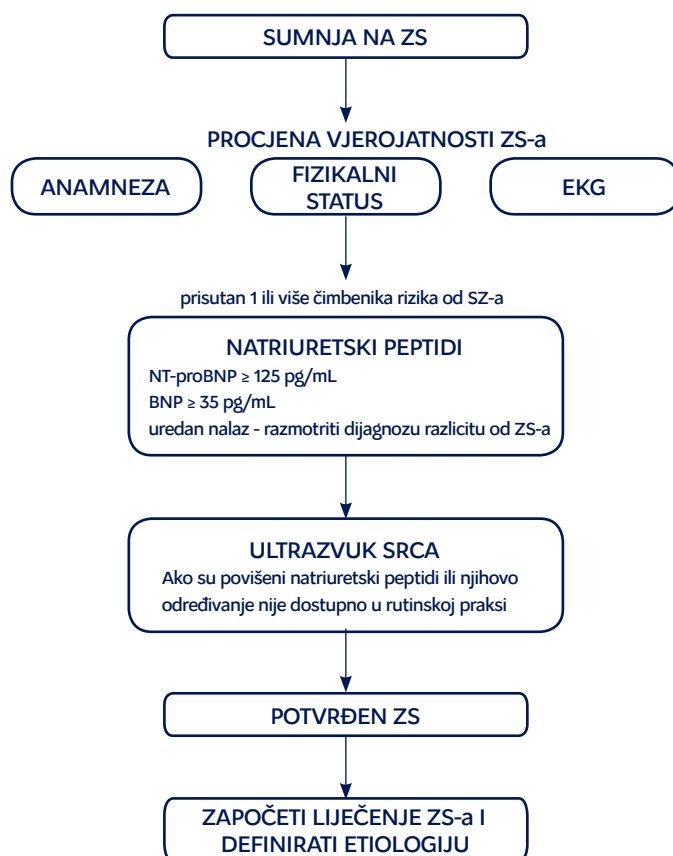 SUMNJA NA ZS
PROCJENA VJEROJATNOSTI ZS-a
ANAMNEZA
FIZIKALNI
STATUS
EKG
prisutan 1 ili više čimbenika rizika od SZ-a
NATRIURETSKI PEPTIDI
NT-proBNP ≥ 125 pg/mL
BNP ≥ 35 pg/mL
uredan nalaz - razmotriti dijagnozu razlicitu od ZS-a
ULTRAZVUK SRCA
Ako su povišeni natriuretski peptidi ili njihovo
određivanje nije dostupno u rutinskoj praksi
POTVRĐEN ZS
ZAPOČETI LIJEČENJE ZS-a I
DEFINIRATI ETIOLOGIJU